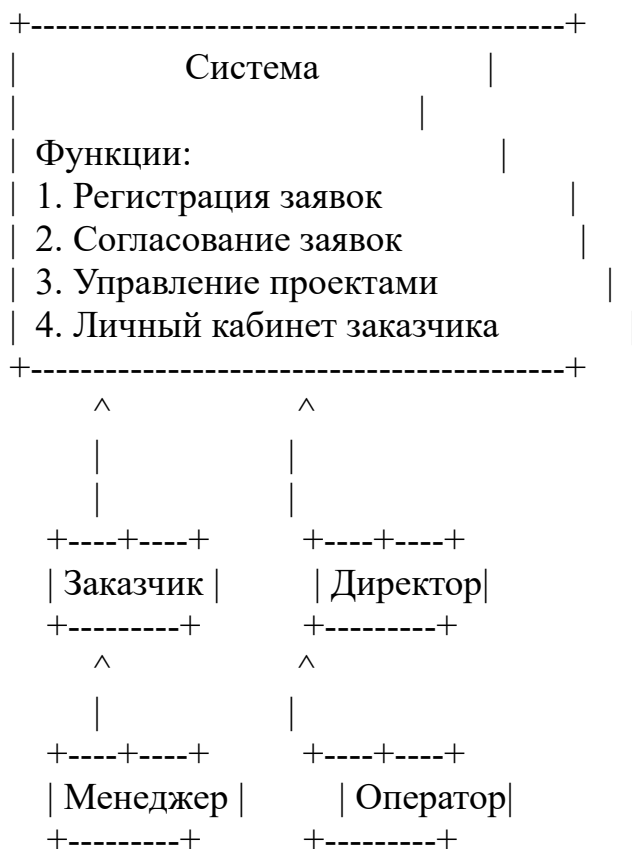 +-------------------------------------------+
| Система |
| |
| Функции: |
| 1. Регистрация заявок |
| 2. Согласование заявок |
| 3. Управление проектами |
| 4. Личный кабинет заказчика |
+-------------------------------------------+
^ ^
| |
| |
+----+----+ +----+----+
| Заказчик | | Директор|
+---------+ +---------+
^ ^
| |
+----+----+ +----+----+
| Менеджер | | Оператор|
+---------+ +---------+